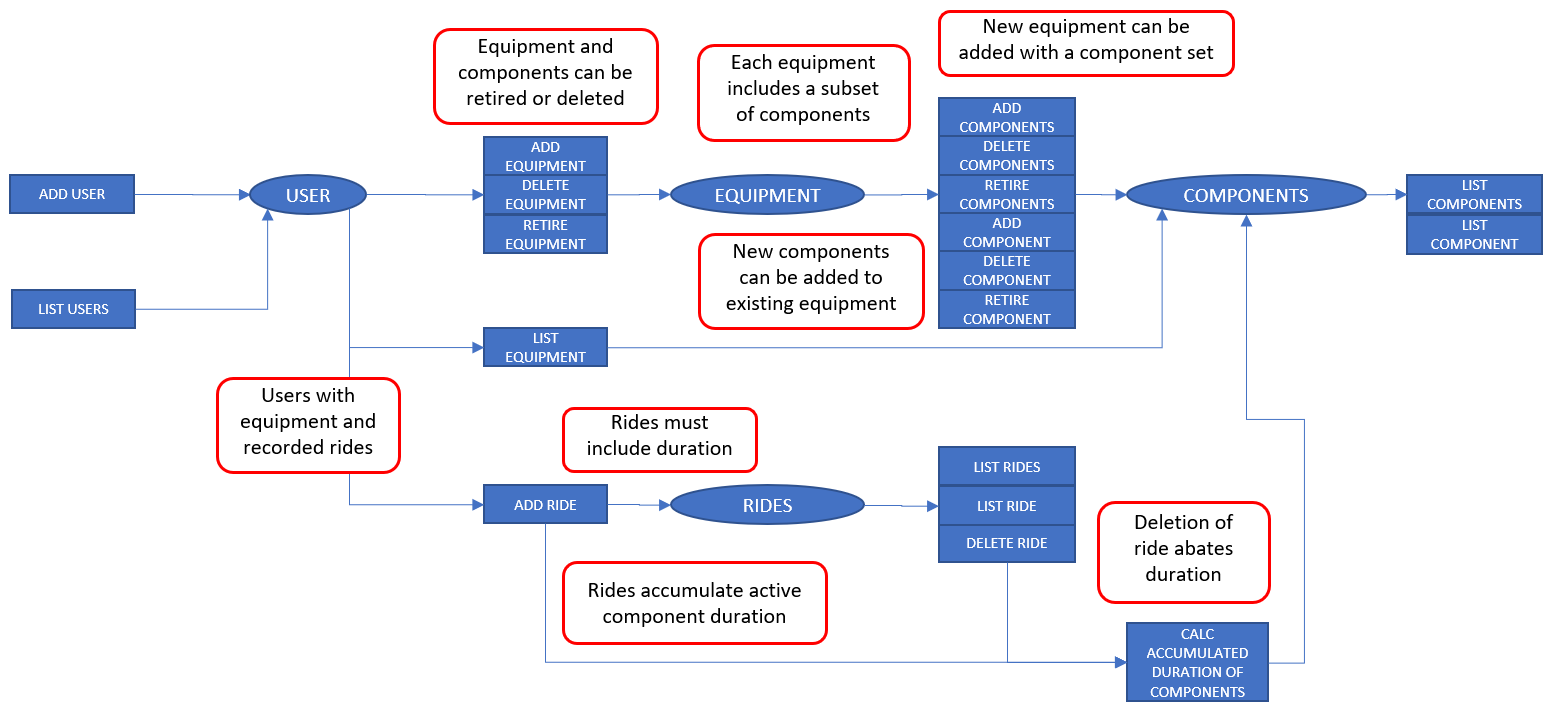 New equipment can be
added with a component set
Equipment and
components can be
retired or deleted
Each equipment
includes a subset
of components
ADD
COMPONENTS
DELETE
COMPONENTS
RETIRE
COMPONENTS
ADD
COMPONENT
DELETE
COMPONENT
RETIRE
COMPONENT
ADD
EQUIPMENT
DELETE
EQUIPMENT
RETIRE
EQUIPMENT
ADD USER
USER
EQUIPMENT
COMPONENTS
LIST
COMPONENTS
LIST
COMPONENT
New components
can be added to
existing equipment
LIST USERS
LIST
EQUIPMENT
Users with
equipment and
recorded rides
Rides must
include duration
ADD RIDE
RIDES
LIST RIDES
LIST RIDE
DELETE RIDE
Deletion of
ride abates
duration
Rides accumulate active
component duration
CALC
ACCUMULATED
DURATION OF
COMPONENTS